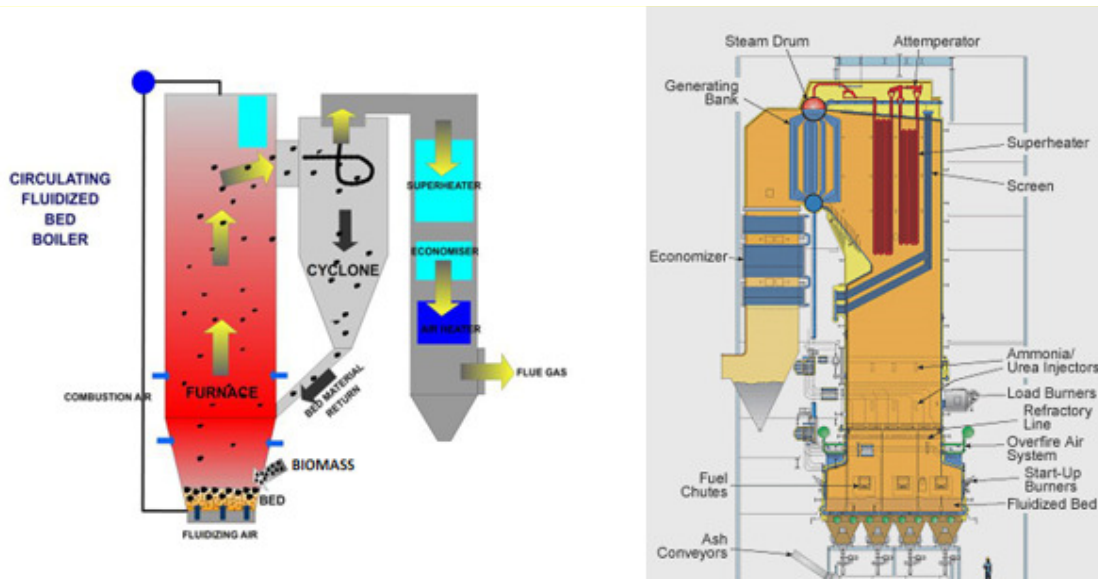 CIRCULATING
FLUIDIZED
BED
BOILER
SUPERHEATER
ECONOMISER
CYCLONE
AIR HEATER
FLUE GAS
COMBUSTION AIR
FURNACE
BED MATERIAL
RETURN
BIOMASS
BED
FLUIDIZING AIR
Steam Drum
Attemperator
Generating
Bank
Superheater
Screen
Economizer
Ammonia/
Urea Injectors
Load Burners
Refractory
Line
Overfire Air
System
Fuel
Chutes
Start-Up
Burners
Fluidized Bed
Ash
Conveyors